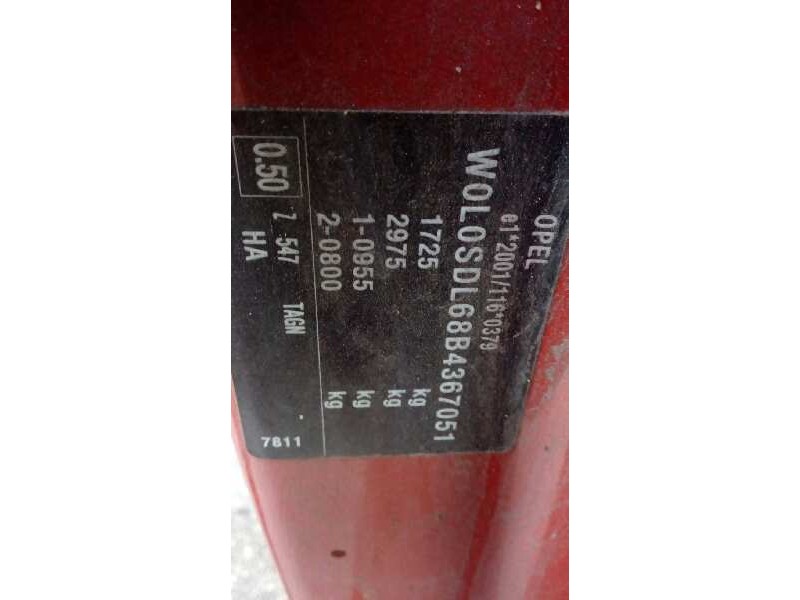 OPEL
e1*2001/116*0379
W0L0SDL68B4367051
1725 kg
2975 kg
1-0955 kg
2-0800 kg
0.50 Z 547 TAGN
HA 7811